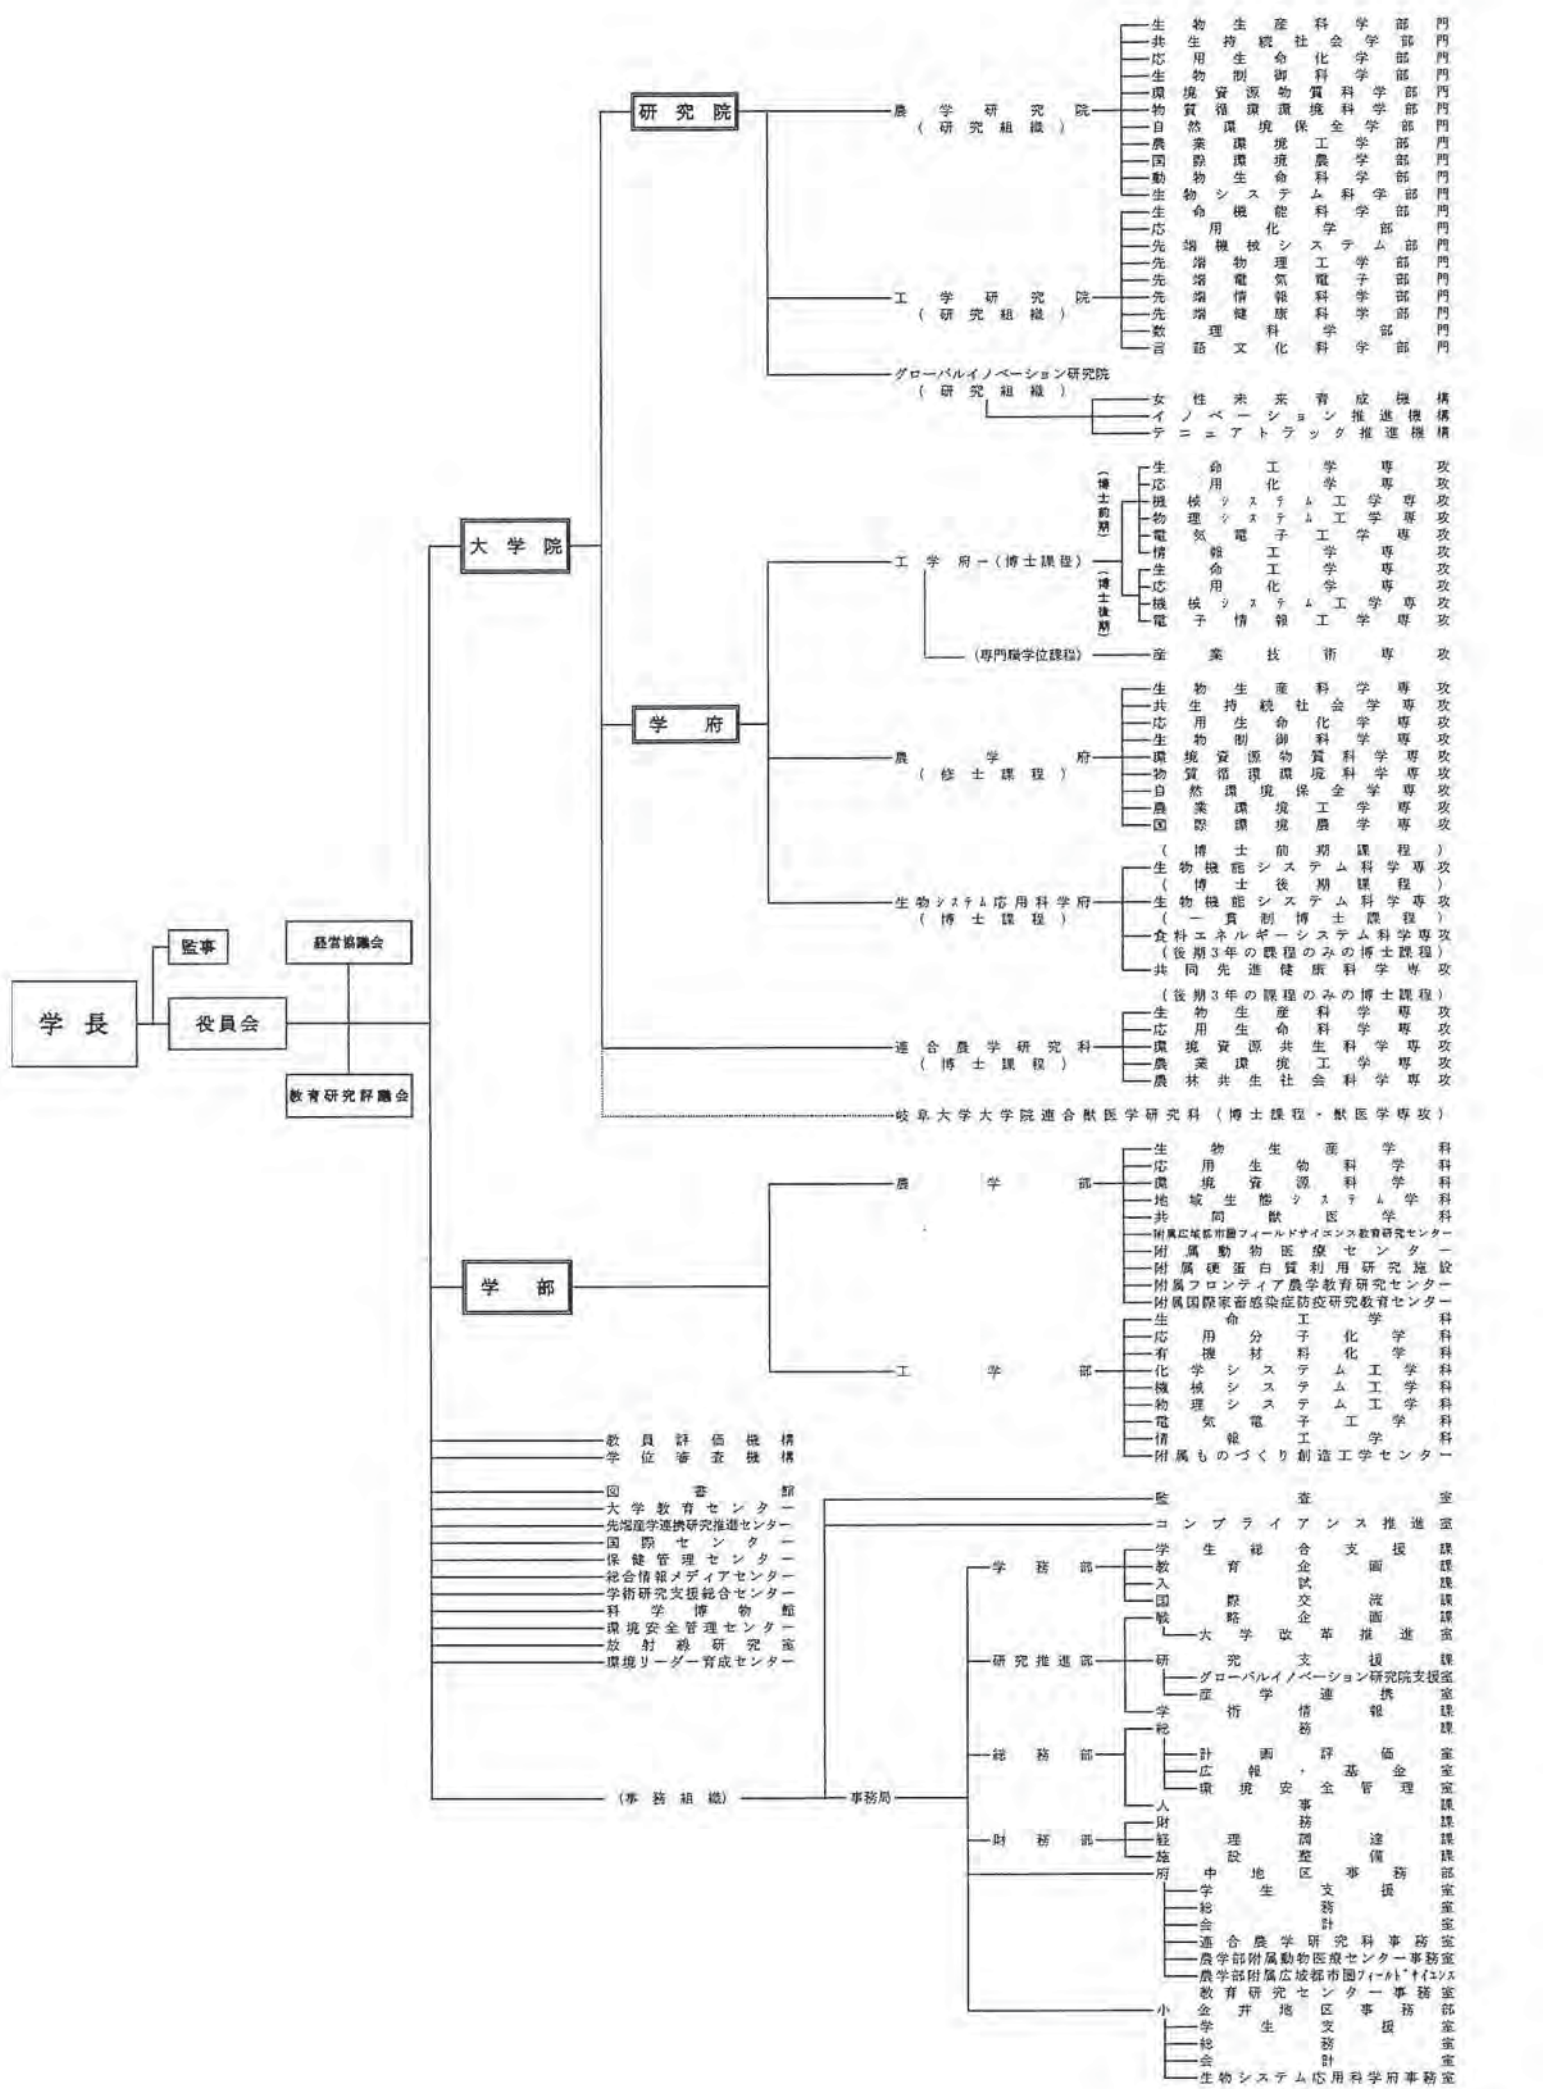 学長
監事
役員会
経営協議会
教育研究評議会
大学院
研究院
農学研究院
(研究組織)
生物生産科学部門
共生持続社会学部門
応用生命化学部門
生物制御科学部門
環境資源物質科学部門
物質循環環境科学部門
自然環境保全学部門
農業環境工学部門
国際環境農学部門
動物生命科学部門
生物システム科学部門
工学研究院
(研究組織)
生命機能科学部門
応用化学部門
先端機械システム部門
先端物理工学部門
先端電気電子部門
先端情報科学部門
先端健康科学部門
数理科学部門
言語文化科学部門
グローバルイノベーション研究院
(研究組織)
女性未来育成機構
イノベーション推進機構
テニュアトラック推進機構
学府
工学府ー(博士課程)
(博士前期)
生命工学専攻
応用化学専攻
機械システム工学専攻
物理システム工学専攻
電気電子工学専攻
情報工学専攻
(博士後期)
生命工学専攻
応用化学専攻
機械システム工学専攻
電子情報工学専攻
(専門職学位課程)
産業技術専攻
農学府
(修士課程)
生物生産科学専攻
共生持続社会学専攻
応用生命化学専攻
生物制御科学専攻
環境資源物質科学専攻
物質循環環境科学専攻
自然環境保全学専攻
農業環境工学専攻
国際環境農学専攻
生物システム応用科学府
(博士課程)
(博士前期課程)
生物機能システム科学専攻
(博士後期課程)
生物機能システム科学専攻
(一貫制博士課程)
食料エネルギーシステム科学専攻
(後期3年の課程のみの博士課程)
共同先進健康科学専攻
連合農学研究科
(博士課程)
(後期3年の課程のみの博士課程)
生物生産科学専攻
応用生命科学専攻
環境資源共生科学専攻
農業環境工学専攻
農林共生社会科学専攻
岐阜大学大学院連合獣医学研究科(博士課程・獣医学専攻)
学部
農学部
生物生産学科
応用生物科学科
環境資源科学科
地域生態システム学科
共同獣医学科
附属広域都市圏フィールドサイエンス教育研究センター
附属動物医療センター
附属硬蛋白質利用研究施設
附属フロンティア農学教育研究センター
附属国際家畜感染症防疫研究教育センター
工学部
生命工学科
応用分子化学科
有機材料化学科
化学システム工学科
機械システム工学科
物理システム工学科
電気電子工学科
情報工学科
附属ものづくり創造工学センター
教員評価機構
学位審査機構
図書館
大学教育センター
先端産学連携研究推進センター
国際センター
保健管理センター
総合情報メディアセンター
学術研究支援総合センター
科学博物館
環境安全管理センター
放射線研究室
環境リーダー育成センター
(事務組織)
監査室
コンプライアンス推進室
事務局
学務部
学生総合支援課
教育企画課
入試課
国際交流課
研究推進部
戦略企画課
大学改革推進室
研究支援課
グローバルイノベーション研究院支援室
産学連携室
学術情報課
総務部
総務課
計画評価室
広報・基金室
環境安全管理室
人事課
財務部
財務課
経理調達課
施設整備課
府中地区事務部
学生支援室
総務室
会計室
連合農学研究科事務室
農学部附属動物医療センター事務室
農学部附属広域都市圏フィールドサイエンス
教育研究センター事務室
小金井地区事務部
学生支援室
総務室
会計室
生物システム応用科学府事務室